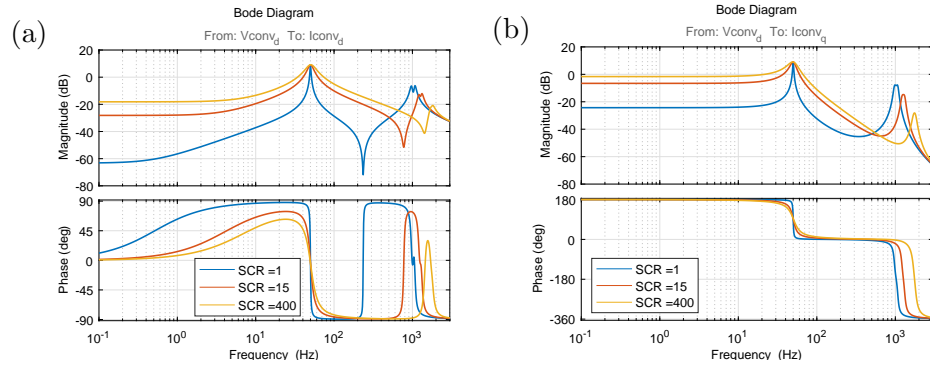 (a)
Bode Diagram
From: Vconv_d To: Iconv_d
Magnitude (dB)
20
0
-20
-40
-60
-80
Phase (deg)
90
45
0
-45
-90
SCR =1
SCR =15
SCR =400
10^-1
10^0
10^1
10^2
10^3
Frequency (Hz)
(b)
Bode Diagram
From: Vconv_d To: Iconv_q
Magnitude (dB)
20
0
-20
-40
-60
-80
Phase (deg)
180
0
-180
-360
SCR =1
SCR =15
SCR =400
10^-1
10^0
10^1
10^2
10^3
Frequency (Hz)